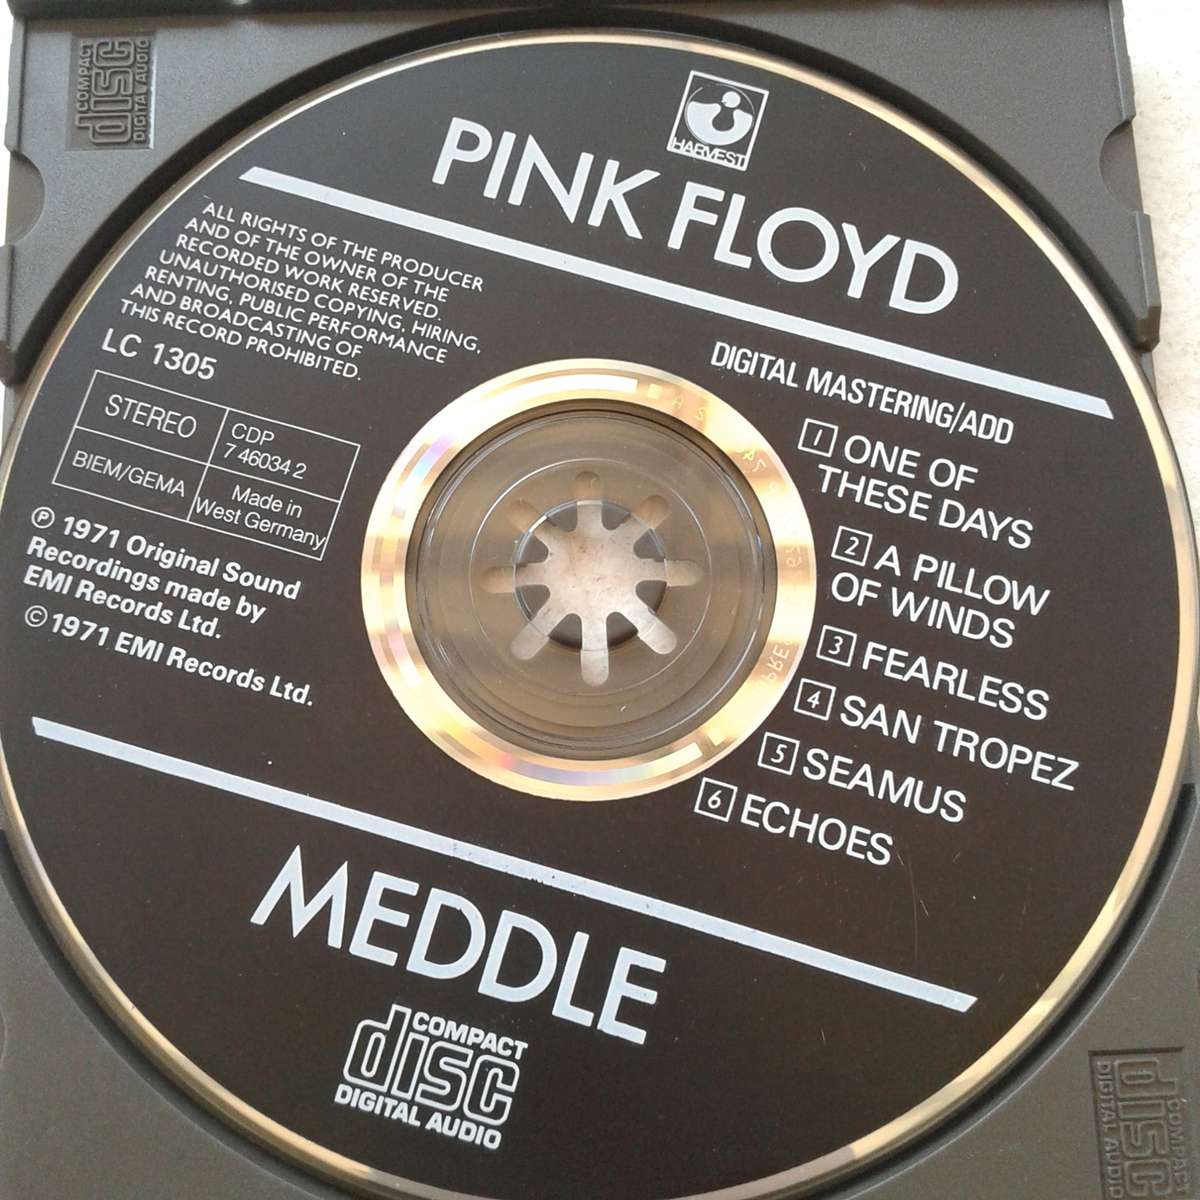 COMPACT
disc
DIGITAL AUDIO
HARVEST
PINK FLOYD
ALL RIGHTS OF THE PRODUCER
AND OF THE OWNER OF THE
RECORDED WORK RESERVED.
UNAUTHORISED COPYING, HIRING,
RENTING, PUBLIC PERFORMANCE
AND BROADCASTING OF
THIS RECORD PROHIBITED.
LC 1305
STEREO
CDP
7 46034 2
BIEM/GEMA
Made in
West Germany
℗ 1971 Original Sound
Recordings made by
EMI Records Ltd.
© 1971 EMI Records Ltd.
DIGITAL MASTERING/ADD
1 ONE OF
THESE DAYS
2 A PILLOW
OF WINDS
3 FEARLESS
4 SAN TROPEZ
5 SEAMUS
6 ECHOES
MEDDLE
COMPACT
disc
DIGITAL AUDIO
COMPACT
disc
DIGITAL AUDIO